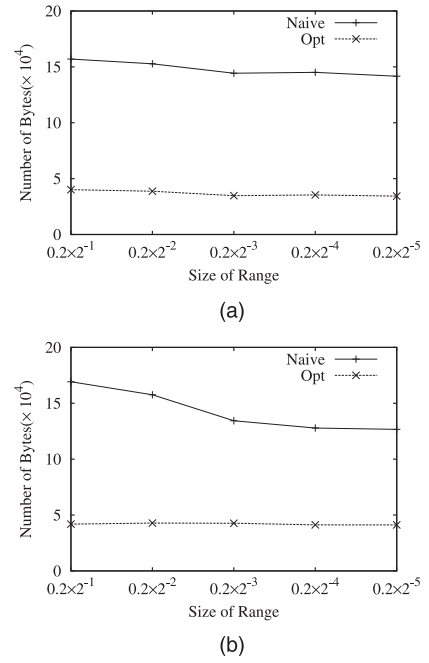 20
15
10
5
0
Number of Bytes(× 10⁴)
Naive
Opt
0.2×2⁻¹ 0.2×2⁻² 0.2×2⁻³ 0.2×2⁻⁴ 0.2×2⁻⁵
Size of Range
(a)
20
15
10
5
0
Number of Bytes(× 10⁴)
Naive
Opt
0.2×2⁻¹ 0.2×2⁻² 0.2×2⁻³ 0.2×2⁻⁴ 0.2×2⁻⁵
Size of Range
(b)